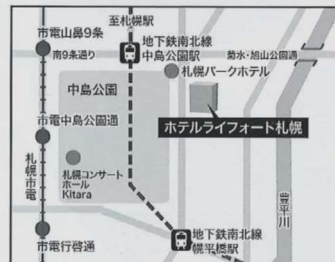 至札幌駅
市電山鼻9条
地下鉄南北線
中島公園駅
南9条通り
菊水・旭山公園通
札幌パークホテル
中島公園
ホテルライフォート札幌
市電中島公園通
札幌市電
札幌コンサート
ホール
Kitara
豊平川
地下鉄南北線
幌平橋駅
市電行啓通